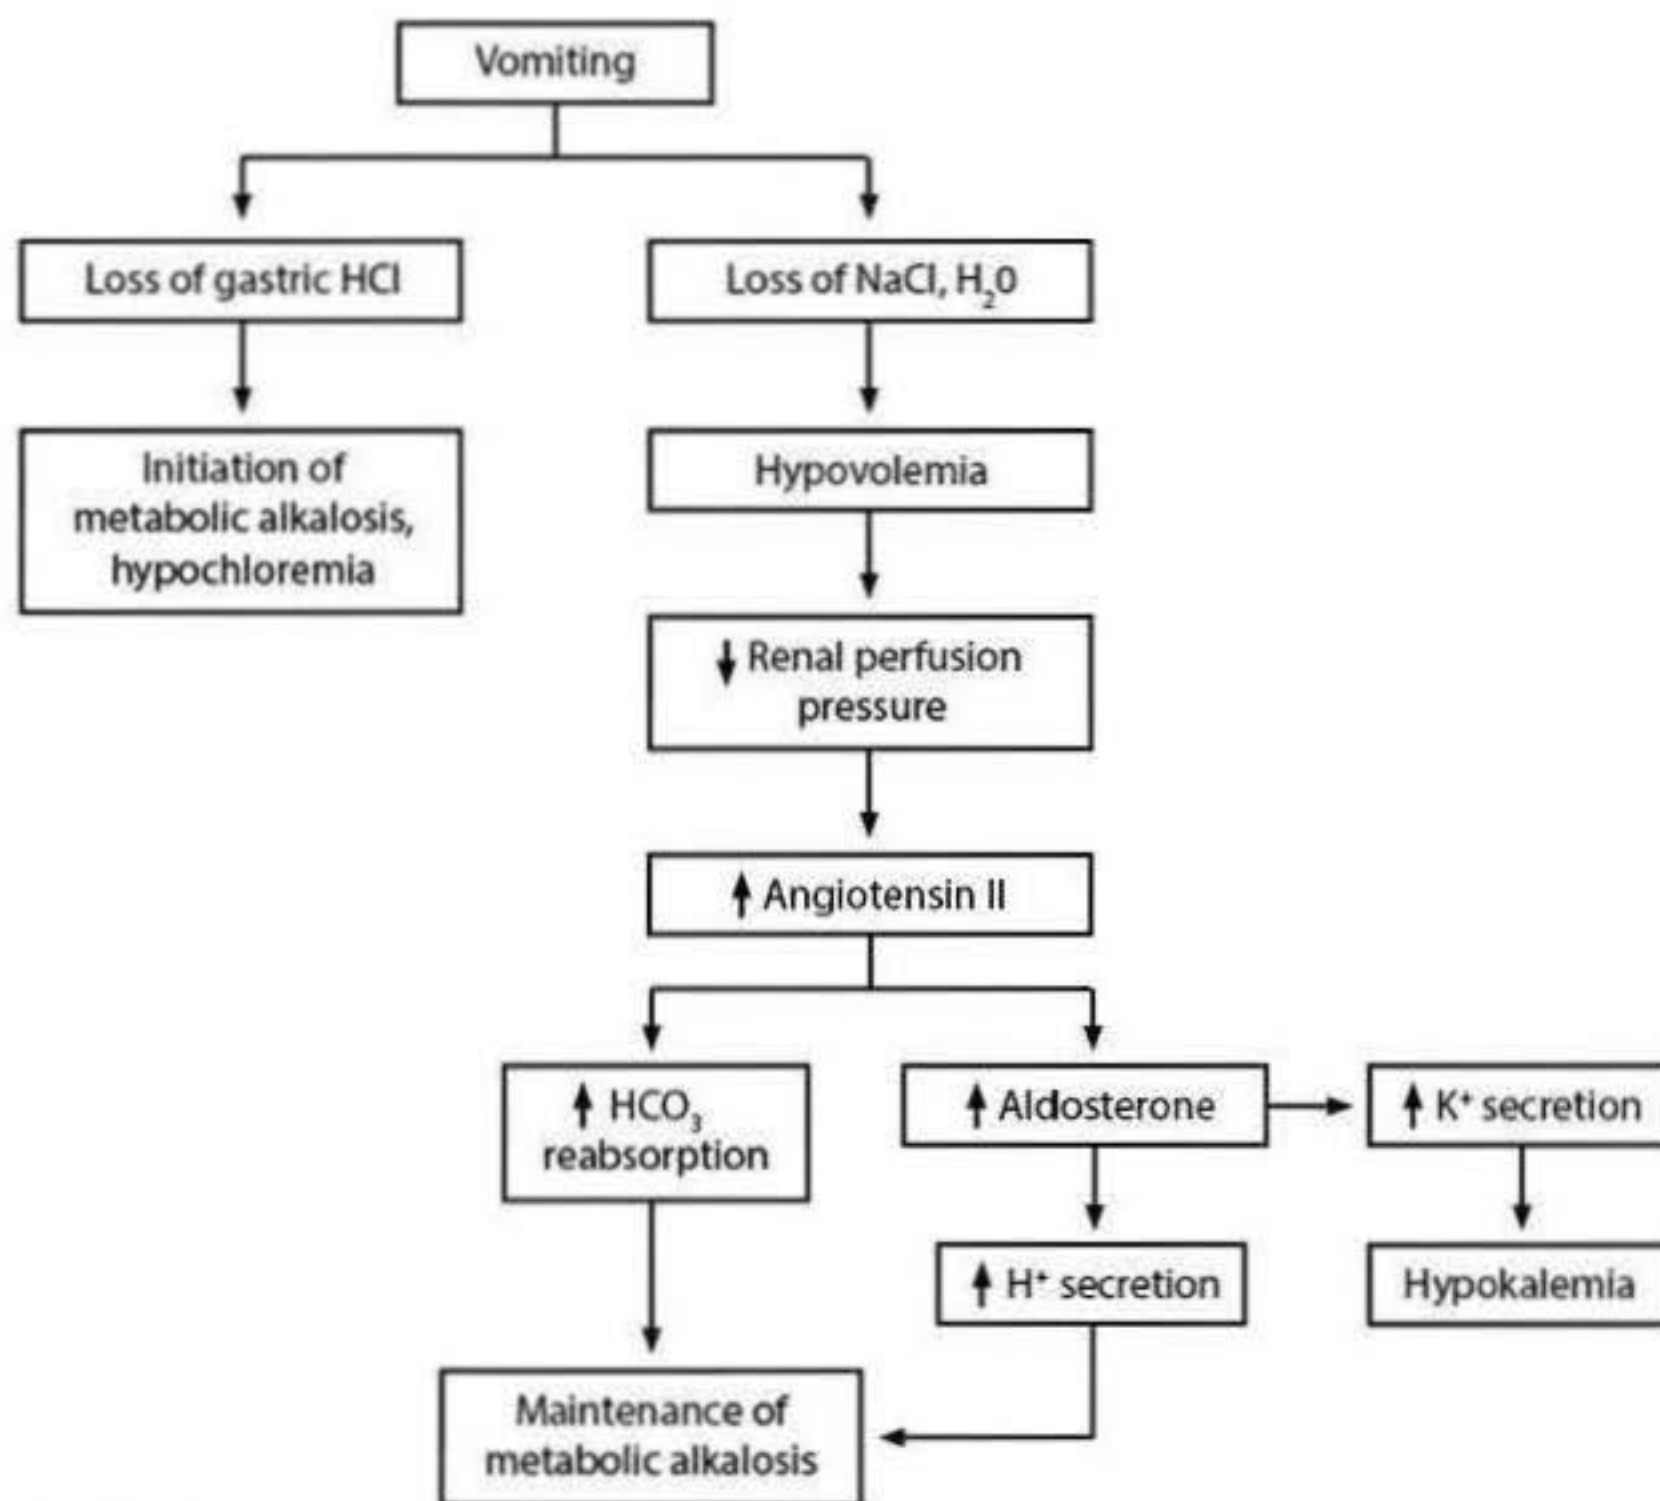 Vomiting
Loss of gastric HCl
Loss of NaCl, H₂0
Initiation of
metabolic alkalosis,
hypochloremia
Hypovolemia
↓ Renal perfusion
pressure
↑ Angiotensin II
↑ HCO₃
reabsorption
↑ Aldosterone
↑ K⁺ secretion
↑ H⁺ secretion
Hypokalemia
Maintenance of
metabolic alkalosis